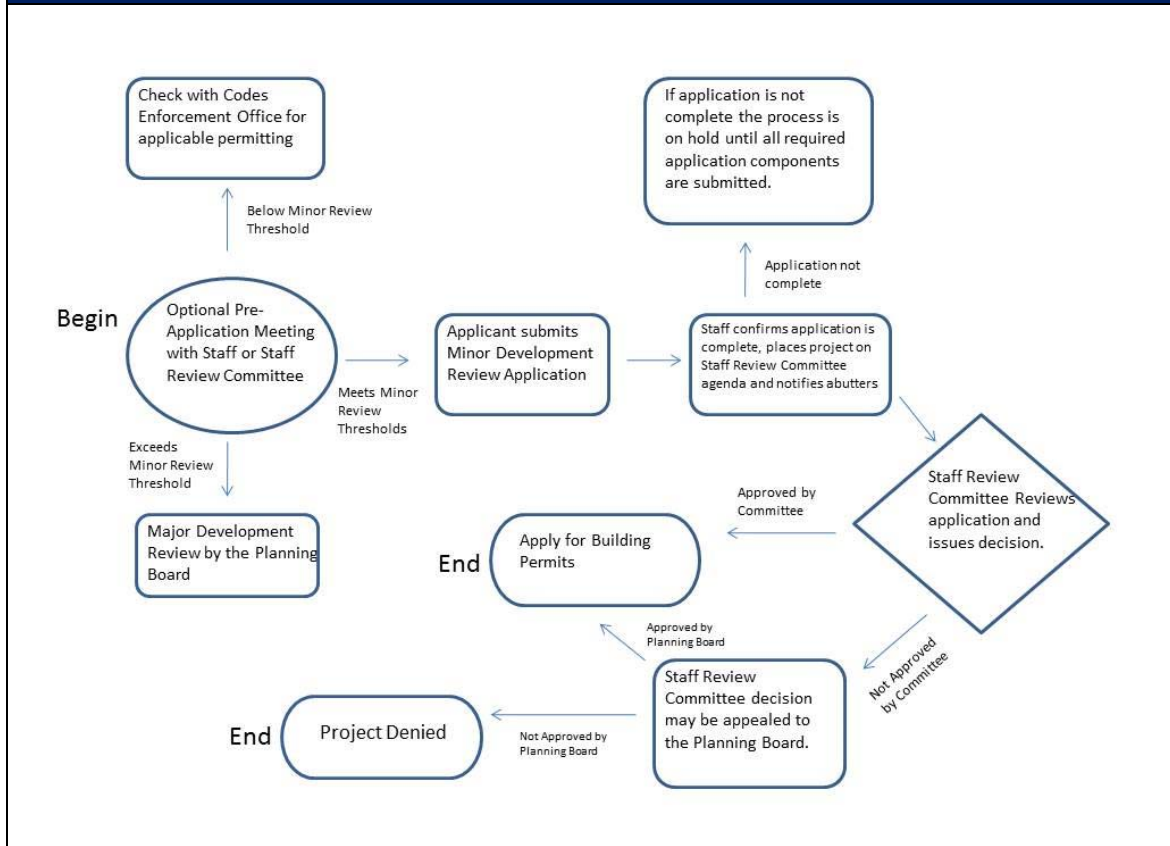 Check with Codes
Enforcement Office for
applicable permitting
If application is not
complete the process is
on hold until all required
application components
are submitted.
Below Minor Review
Threshold
Application not
complete
Begin
Optional Pre-
Application Meeting
with Staff or Staff
Review Committee
Meets Minor
Review
Thresholds
Applicant submits
Minor Development
Review Application
Staff confirms application is
complete, places project on
Staff Review Committee
agenda and notifies abutters
Exceeds
Minor Review
Threshold
Major Development
Review by the Planning
Board
Staff Review
Committee Reviews
application and
issues decision.
Approved by
Committee
End
Apply for Building
Permits
Not Approved
by Committee
Approved by
Planning Board
Staff Review
Committee decision
may be appealed to
the Planning Board.
Not Approved by
Planning Board
End
Project Denied